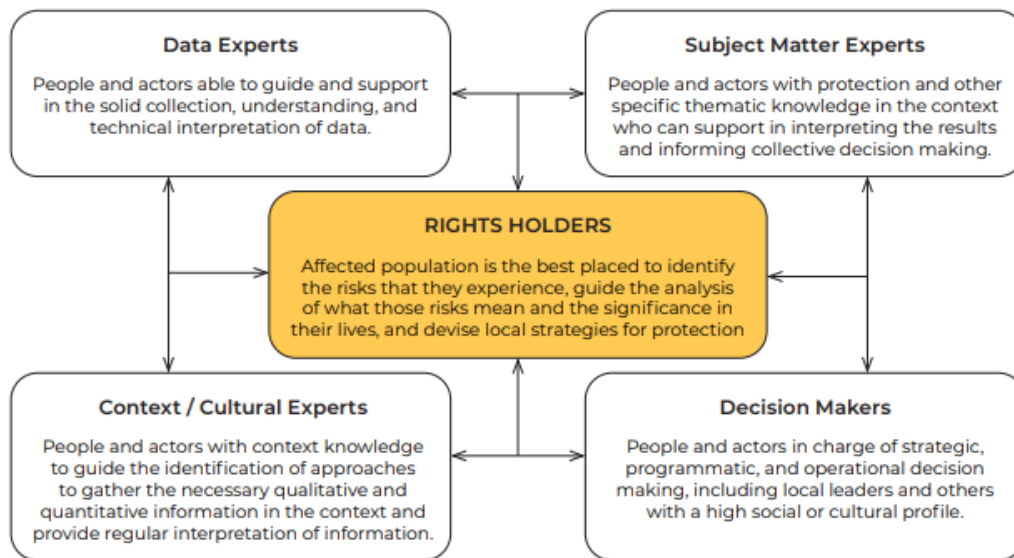 Data Experts
People and actors able to guide and support
in the solid collection, understanding, and
technical interpretation of data.
Subject Matter Experts
People and actors with protection and other
specific thematic knowledge in the context
who can support in interpreting the results
and informing collective decision making.
RIGHTS HOLDERS
Affected population is the best placed to identify
the risks that they experience, guide the analysis
of what those risks mean and the significance in
their lives, and devise local strategies for protection
Context / Cultural Experts
People and actors with context knowledge
to guide the identification of approaches
to gather the necessary qualitative and
quantitative information in the context and
provide regular interpretation of information.
Decision Makers
People and actors in charge of strategic,
programmatic, and operational decision
making, including local leaders and others
with a high social or cultural profile.